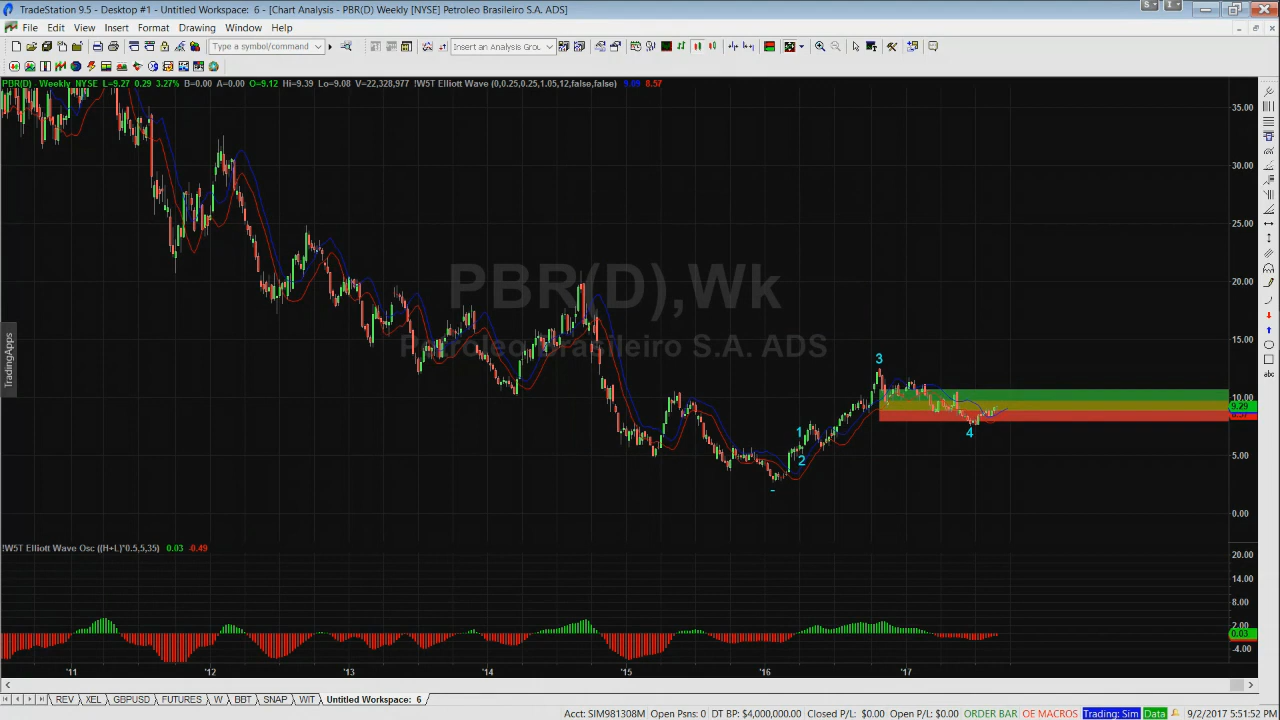 TradeStation 9.5 - Desktop #1 - Untitled Workspace: 6 - [Chart Analysis - PBR(D) Weekly [NYSE] Petroleo Brasileiro S.A. ADS]
File Edit View Insert Format Drawing Window Help
Type a symbol/command
Insert an Analysis Grou
PBR(D) Weekly NYSE L=9.27 0.29 3.27% B=0.00 A=0.00 O=9.12 Hi=9.39 Lo=9.08 V=22,328,977 !W5T Elliott Wave (0,0.25,0.25,1.05,12,false,false) 9.09 8.57
35.00
30.00
25.00
20.00
PBR(D),Wk
Petroleo Brasileiro S.A. ADS
15.00
TradingApps
3
10.00
9.29
1
4
2
5.00
-
0.00
!W5T Elliott Wave Osc ((H+L)*0.5,5,35) 0.03 -0.49
20.00
14.00
8.00
2.00
0.03
-4.00
'11 '12 '13 '14 '15 '16 '17
REV XEL GBPUSD FUTURES W BBT SNAP WIT Untitled Workspace: 6
Acct: SIM981308M Open Psns: 0 DT BP: $4,000,000.00 Closed P/L: $0.00 Open P/L: $0.00 ORDER BAR OE MACROS Trading: Sim Data 9/2/2017 5:51:52 PM